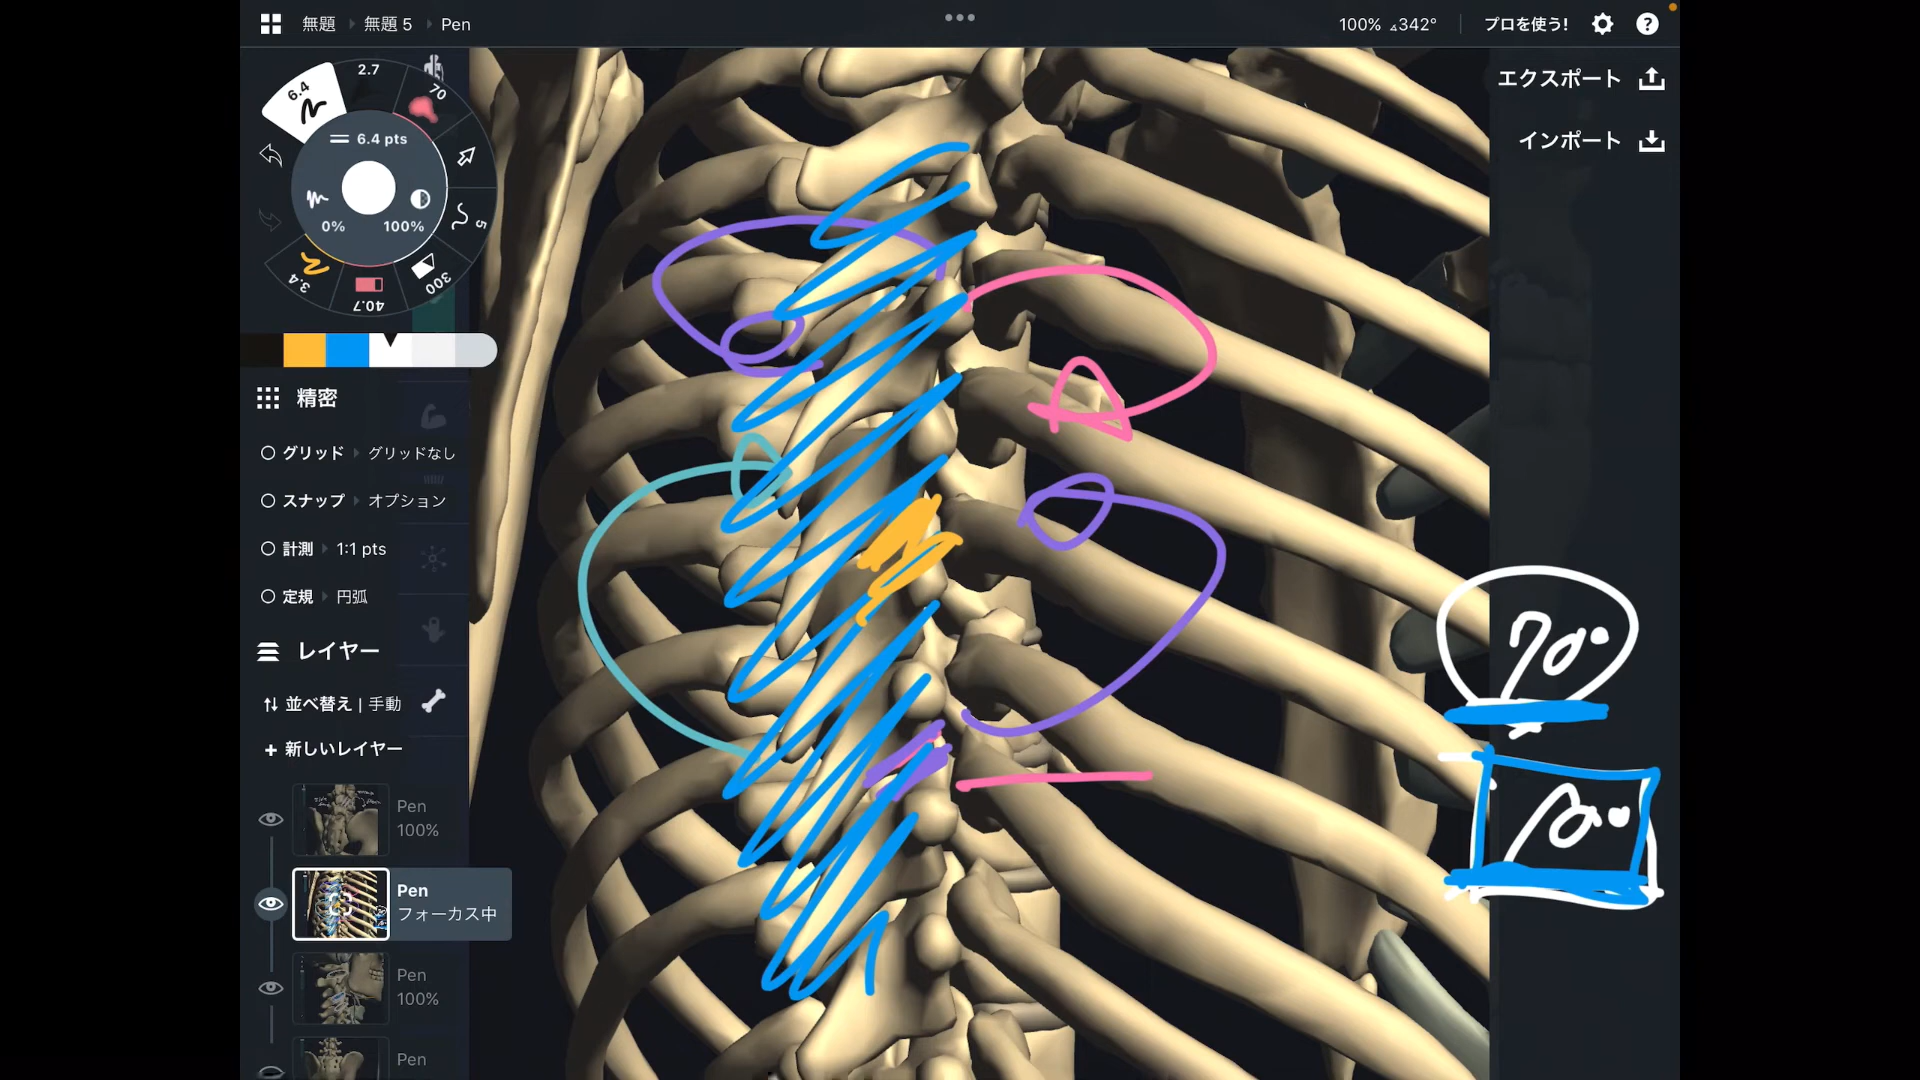 無題 無題 5 Pen
100% 342° プロを使う!
エクスポート
インポート
6.4
2.7
70
6.4 pts
0% 100%
5
300
40.7
3.4
精密
グリッド グリッドなし
スナップ オプション
計測 1:1 pts
定規 円弧
レイヤー
並べ替え | 手動
+ 新しいレイヤー
Pen
100%
Pen
フォーカス中
Pen
100%
Pen
70°